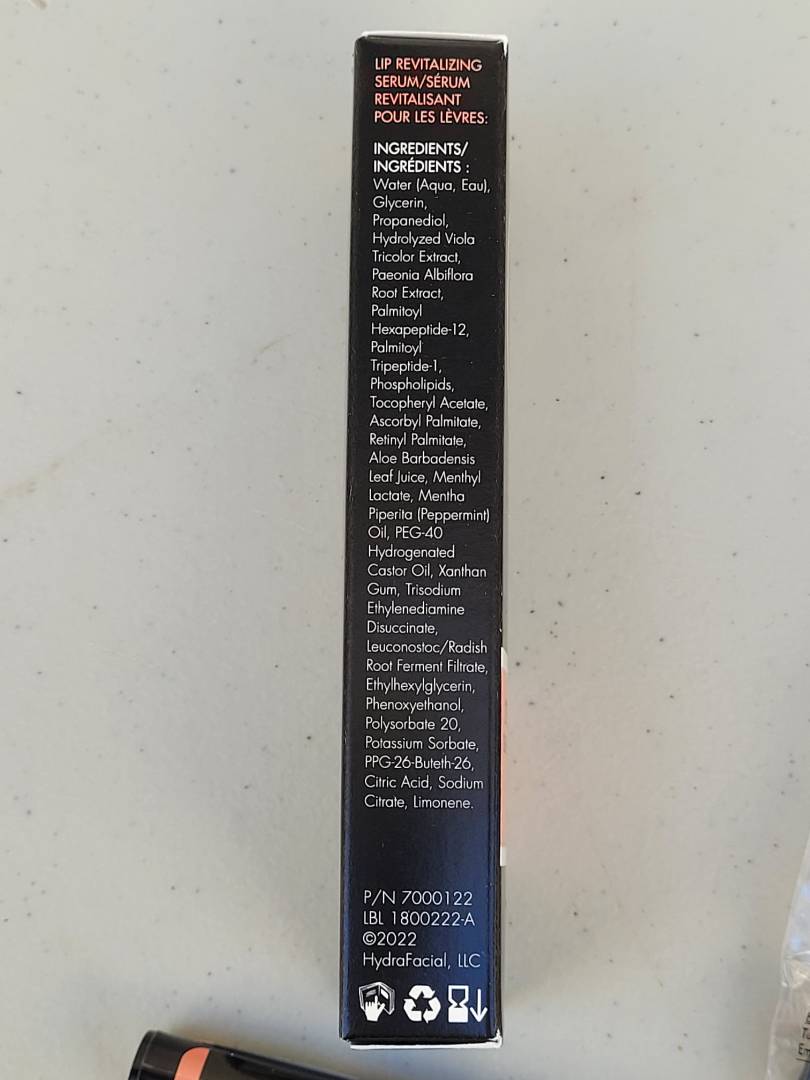 LIP REVITALIZING
SERUM/SÉRUM
REVITALISANT
POUR LES LÈVRES:
INGREDIENTS/
INGRÉDIENTS :
Water (Aqua, Eau),
Glycerin,
Propanediol,
Hydrolyzed Viola
Tricolor Extract,
Paeonia Albiflora
Root Extract,
Palmitoyl
Hexapeptide-12,
Palmitoyl
Tripeptide-1,
Phospholipids,
Tocopheryl Acetate,
Ascorbyl Palmitate,
Retinyl Palmitate,
Aloe Barbadensis
Leaf Juice, Menthyl
Lactate, Mentha
Piperita (Peppermint)
Oil, PEG-40
Hydrogenated
Castor Oil, Xanthan
Gum, Trisodium
Ethylenediamine
Disuccinate,
Leuconostoc/Radish
Root Ferment Filtrate,
Ethylhexylglycerin,
Phenoxyethanol,
Polysorbate 20,
Potassium Sorbate,
PPG-26-Buteth-26,
Citric Acid, Sodium
Citrate, Limonene.
P/N 7000122
LBL 1800222-A
©2022
HydraFacial, LLC